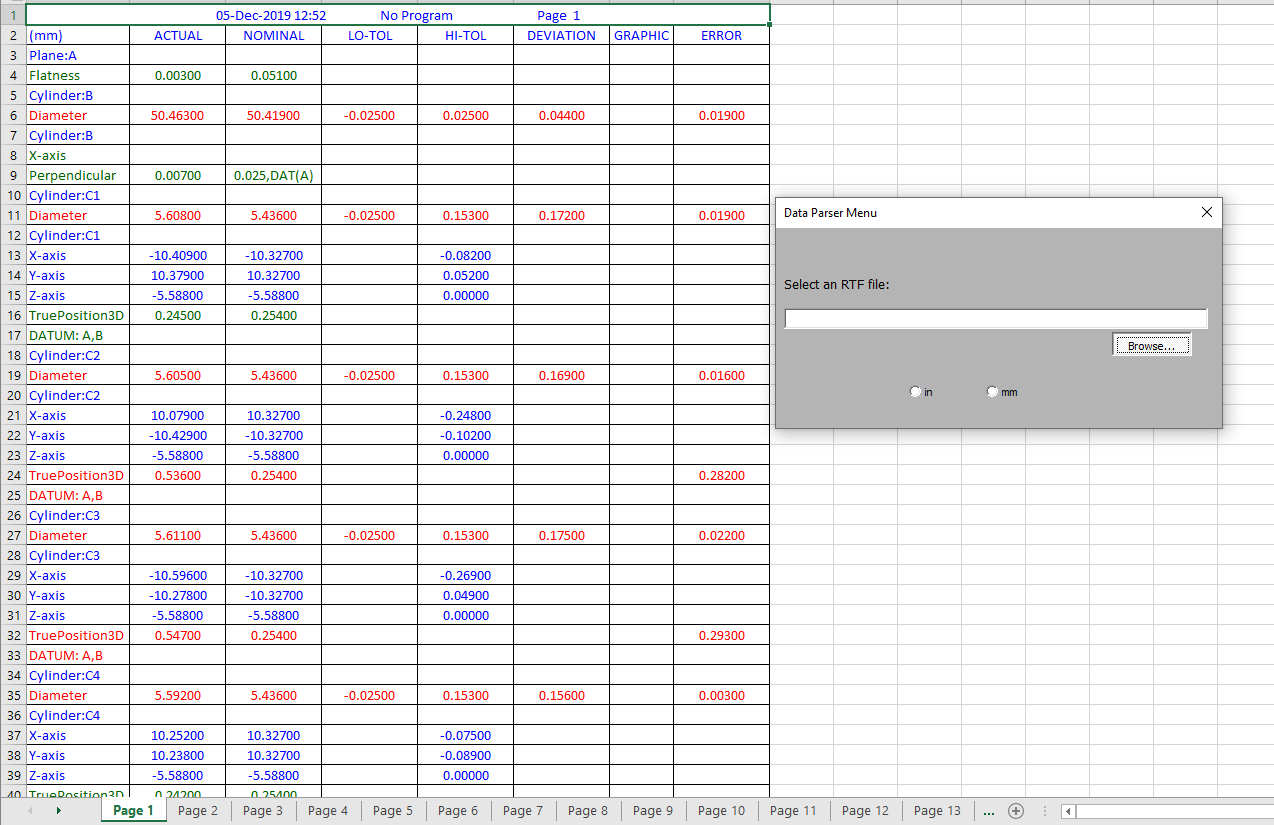 1 05-Dec-2019 12:52 No Program Page 1
2 (mm) ACTUAL NOMINAL LO-TOL HI-TOL DEVIATION GRAPHIC ERROR
3 Plane:A
4 Flatness 0.00300 0.05100
5 Cylinder:B
6 Diameter 50.46300 50.41900 -0.02500 0.02500 0.04400 0.01900
7 Cylinder:B
8 X-axis
9 Perpendicular 0.00700 0.025,DAT(A)
10 Cylinder:C1
11 Diameter 5.60800 5.43600 -0.02500 0.15300 0.17200 0.01900
12 Cylinder:C1
13 X-axis -10.40900 -10.32700 -0.08200
14 Y-axis 10.37900 10.32700 0.05200
15 Z-axis -5.58800 -5.58800 0.00000
16 TruePosition3D 0.24500 0.25400
17 DATUM: A,B
18 Cylinder:C2
19 Diameter 5.60500 5.43600 -0.02500 0.15300 0.16900 0.01600
20 Cylinder:C2
21 X-axis 10.07900 10.32700 -0.24800
22 Y-axis -10.42900 -10.32700 -0.10200
23 Z-axis -5.58800 -5.58800 0.00000
24 TruePosition3D 0.53600 0.25400 0.28200
25 DATUM: A,B
26 Cylinder:C3
27 Diameter 5.61100 5.43600 -0.02500 0.15300 0.17500 0.02200
28 Cylinder:C3
29 X-axis -10.59600 -10.32700 -0.26900
30 Y-axis -10.27800 -10.32700 0.04900
31 Z-axis -5.58800 -5.58800 0.00000
32 TruePosition3D 0.54700 0.25400 0.29300
33 DATUM: A,B
34 Cylinder:C4
35 Diameter 5.59200 5.43600 -0.02500 0.15300 0.15600 0.00300
36 Cylinder:C4
37 X-axis 10.25200 10.32700 -0.07500
38 Y-axis 10.23800 10.32700 -0.08900
39 Z-axis -5.58800 -5.58800 0.00000
40 TruePosition3D 0.24200 0.25400
Data Parser Menu
Select an RTF file:
Browse...
in mm
Page 1 Page 2 Page 3 Page 4 Page 5 Page 6 Page 7 Page 8 Page 9 Page 10 Page 11 Page 12 Page 13 ...